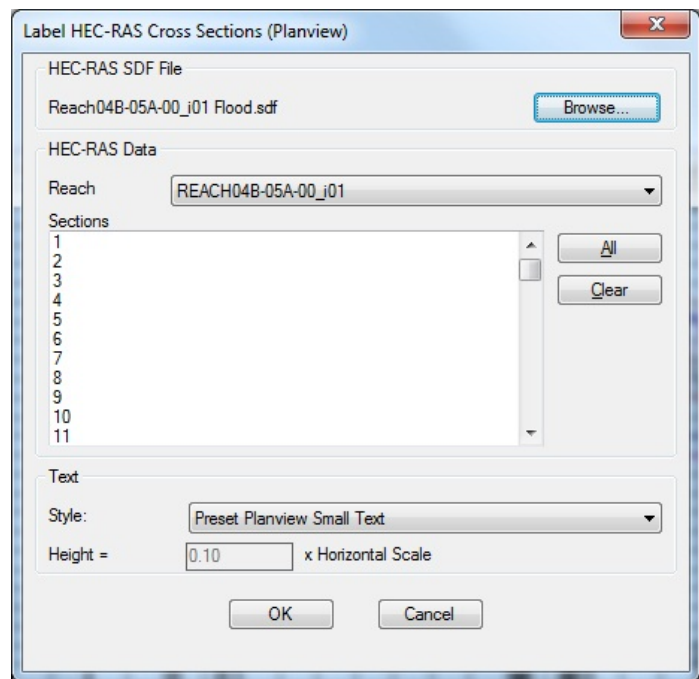 Label HEC-RAS Cross Sections (Planview)
HEC-RAS SDF File
Reach04B-05A-00_i01 Flood.sdf
Browse...
HEC-RAS Data
Reach
REACH04B-05A-00_i01
Sections
1
2
3
4
5
6
7
8
9
10
11
All
Clear
Text
Style:
Preset Planview Small Text
Height =
0.10
x Horizontal Scale
OK
Cancel